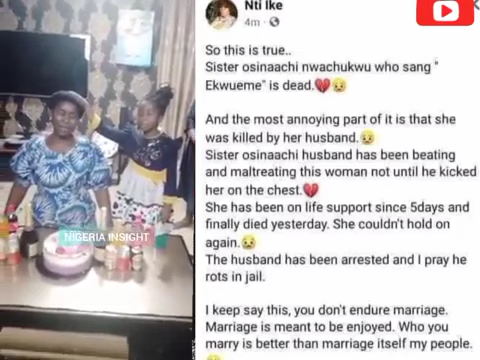 NIGERIA INSIGHT
Nti Ike
4m ·
So this is true..
Sister osinaachi nwachukwu who sang "
Ekwueme" is dead.💔😥
And the most annoying part of it is that she
was killed by her husband.😥
Sister osinaachi husband has been beating
and maltreating this woman not until he kicked
her on the chest.💔
She has been on life support since 5days and
finally died yesterday. She couldn't hold on
again.😥
The husband has been arrested and I pray he
rots in jail.
I keep say this, you don't endure marriage.
Marriage is meant to be enjoyed. Who you
marry is better than marriage itself my people.